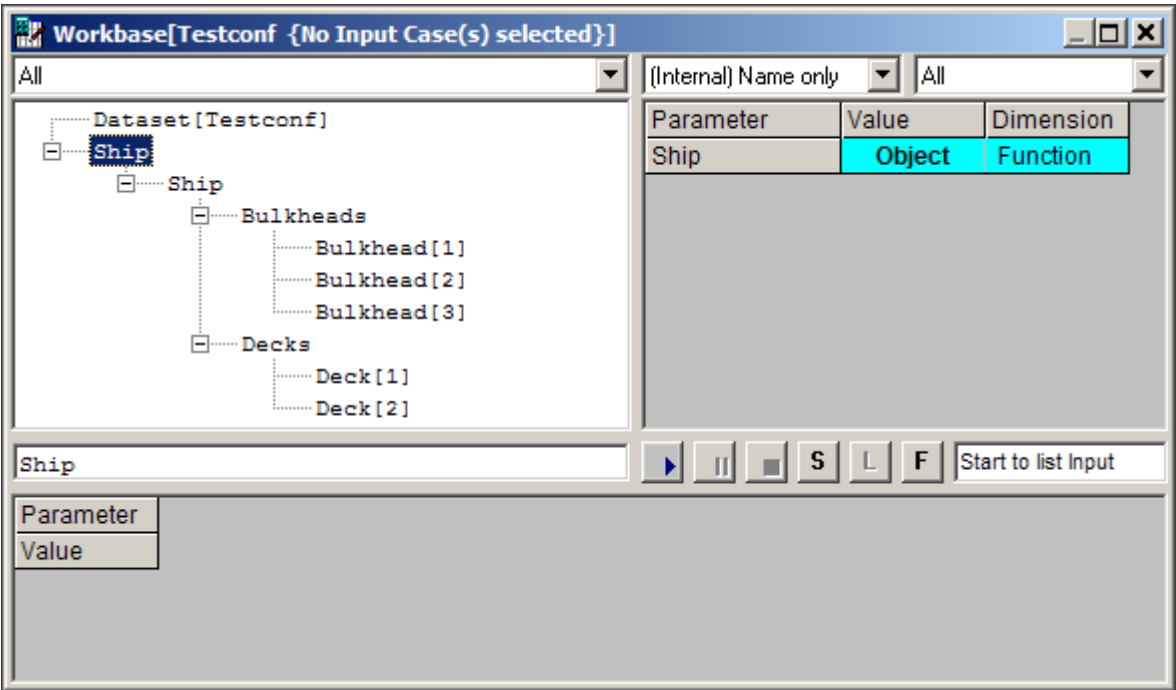 Workbase[Testconf {No Input Case(s) selected}]
All
(Internal) Name only
All
Dataset[Testconf]
Ship
Ship
Bulkheads
Bulkhead[1]
Bulkhead[2]
Bulkhead[3]
Decks
Deck[1]
Deck[2]
Parameter Value Dimension
Ship Object Function
Ship
S L F Start to list Input
Parameter
Value